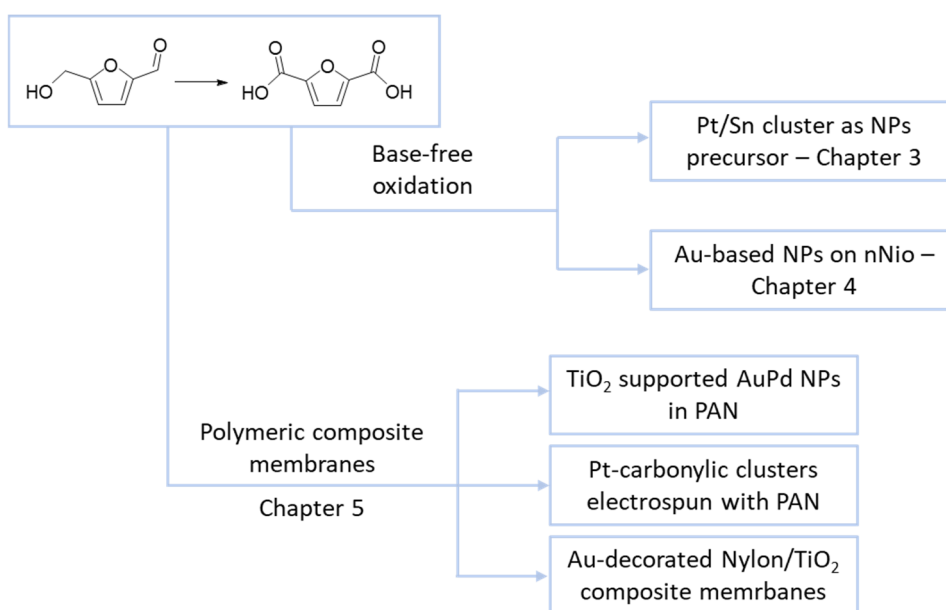 HO
O
O
O
HO
O
O
OH
Base-free
oxidation
Pt/Sn cluster as NPs
precursor – Chapter 3
Au-based NPs on nNio –
Chapter 4
Polymeric composite
membranes
Chapter 5
TiO₂ supported AuPd NPs
in PAN
Pt-carbonylic clusters
electrospun with PAN
Au-decorated Nylon/TiO₂
composite memrbanes